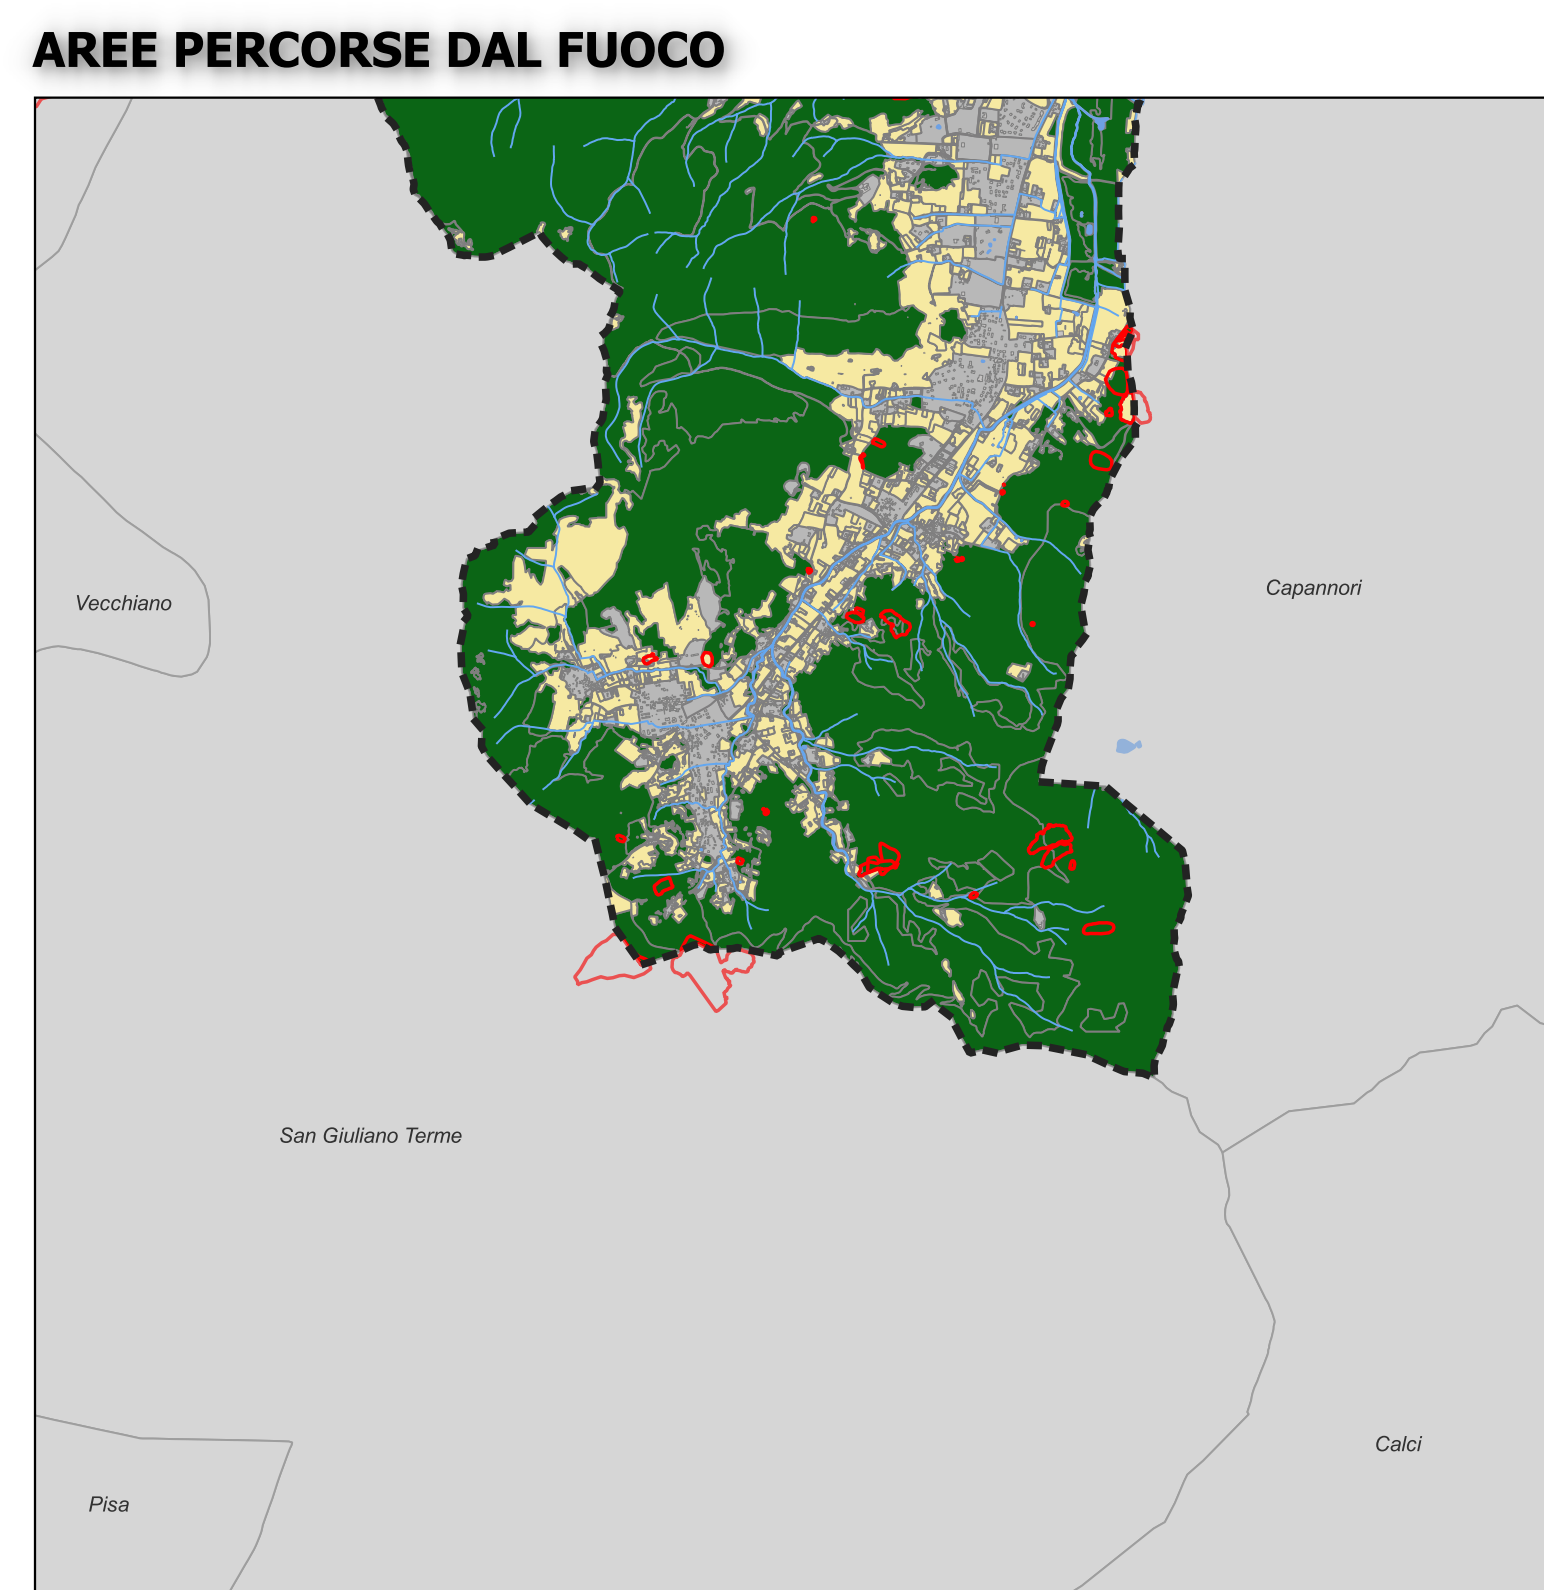 AREE PERCORSE DAL FUOCO
Capannori
Vecchiano
San Giuliano Terme
Calci
Pisa